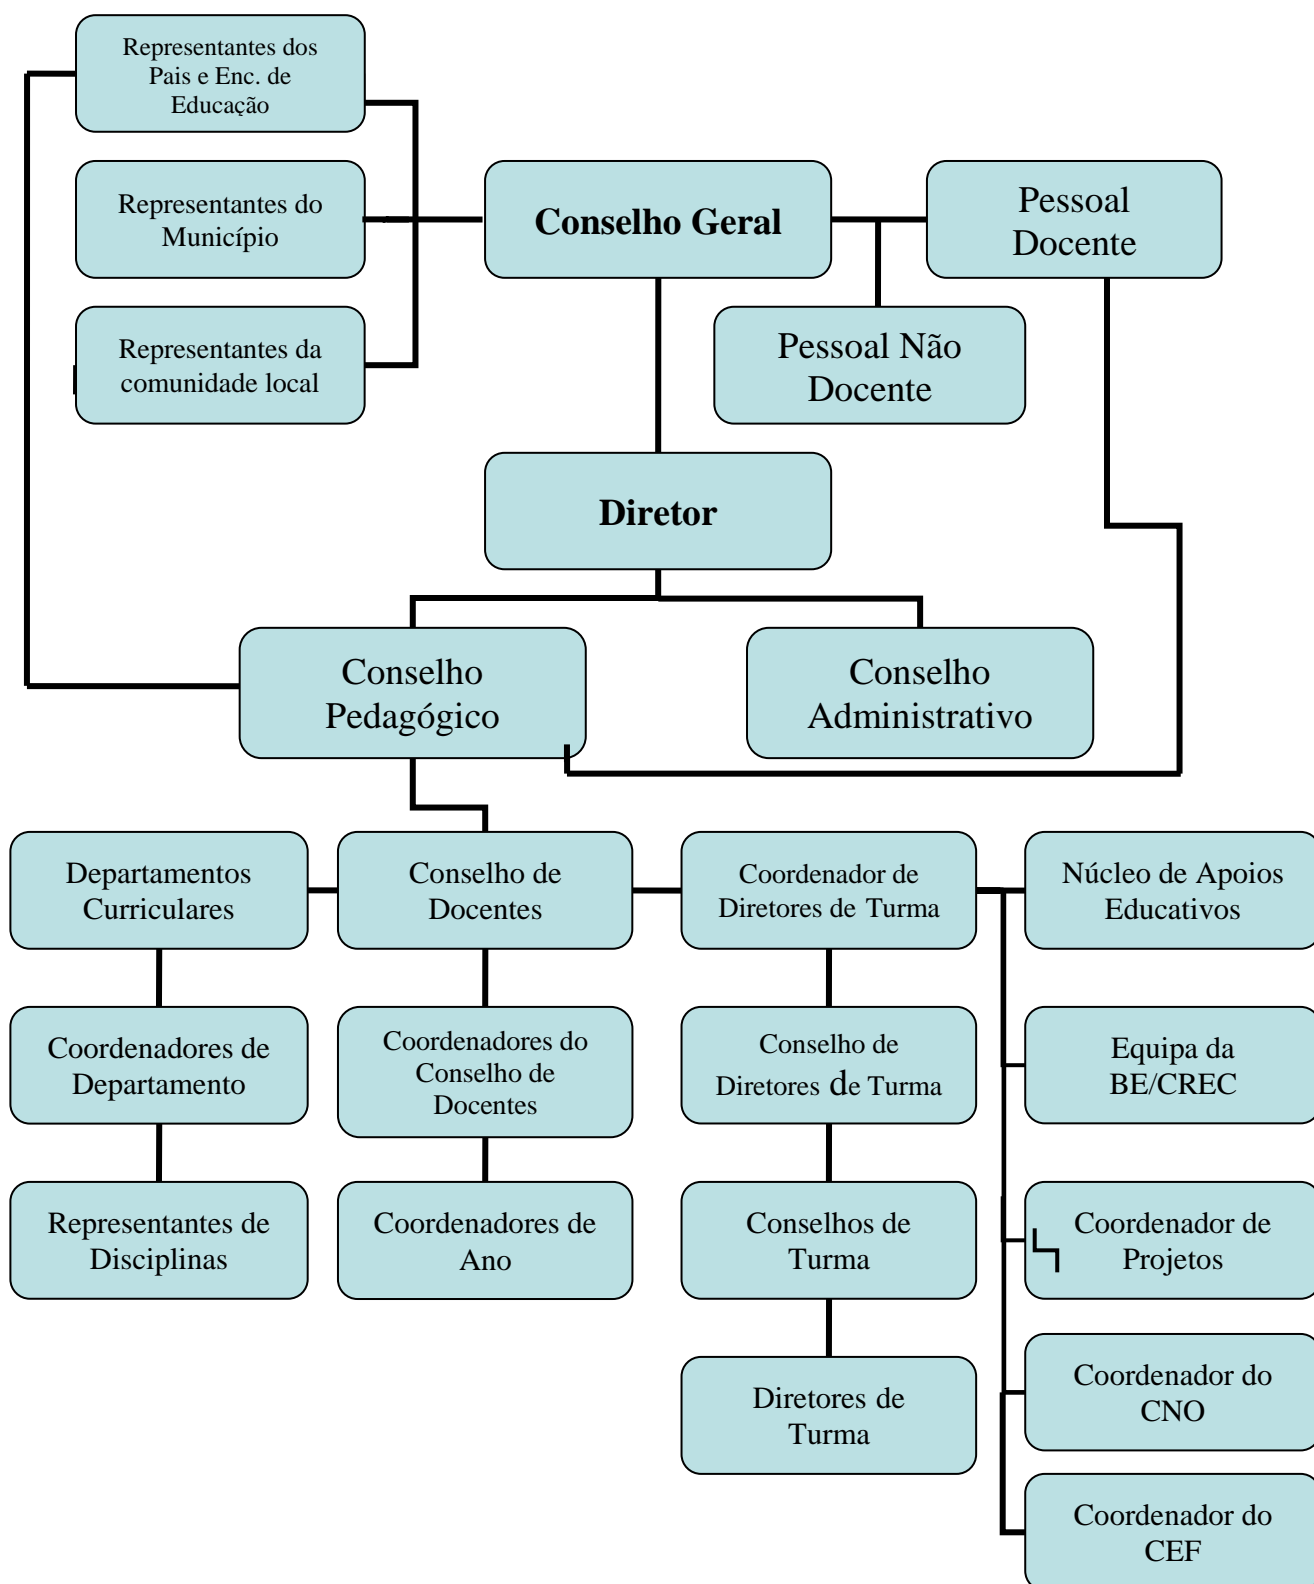 Representantes dos
Pais e Enc. de
Educação
Representantes do
Município
Representantes da
comunidade local
Conselho Geral
Pessoal
Docente
Pessoal Não
Docente
Diretor
Conselho
Pedagógico
Conselho
Administrativo
Departamentos
Curriculares
Conselho de
Docentes
Coordenador de
Diretores de Turma
Núcleo de Apoios
Educativos
Coordenadores de
Departamento
Coordenadores do
Conselho de
Docentes
Conselho de
Diretores de Turma
Equipa da
BE/CREC
Representantes de
Disciplinas
Coordenadores de
Ano
Conselhos de
Turma
Coordenador de
Projetos
Diretores de
Turma
Coordenador do
CNO
Coordenador do
CEF